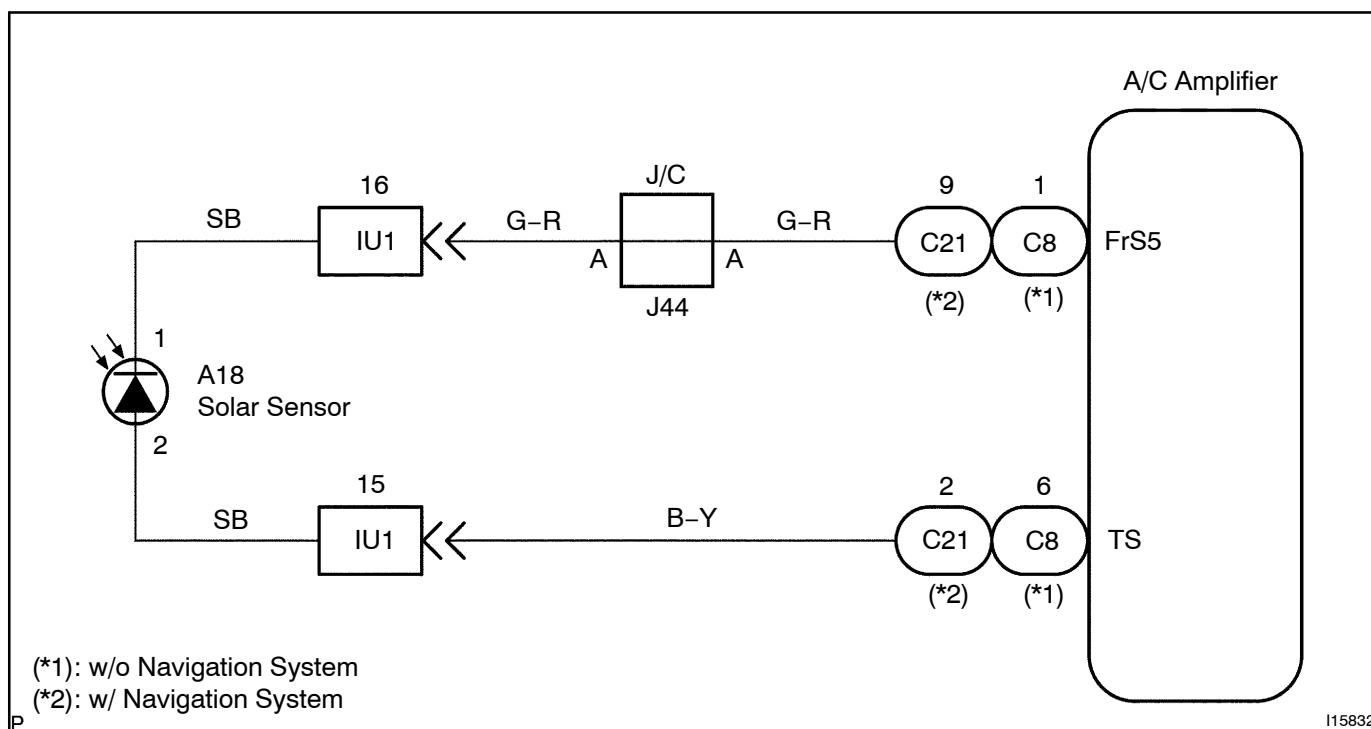 A/C Amplifier
16
J/C
9
1
SB
IU1
G–R
A
A
G–R
C21
C8
FrS5
J44
(*2)
(*1)
1
A18
Solar Sensor
2
15
2
6
SB
IU1
B–Y
C21
C8
TS
(*2)
(*1)
(*1): w/o Navigation System
(*2): w/ Navigation System
P
I15832